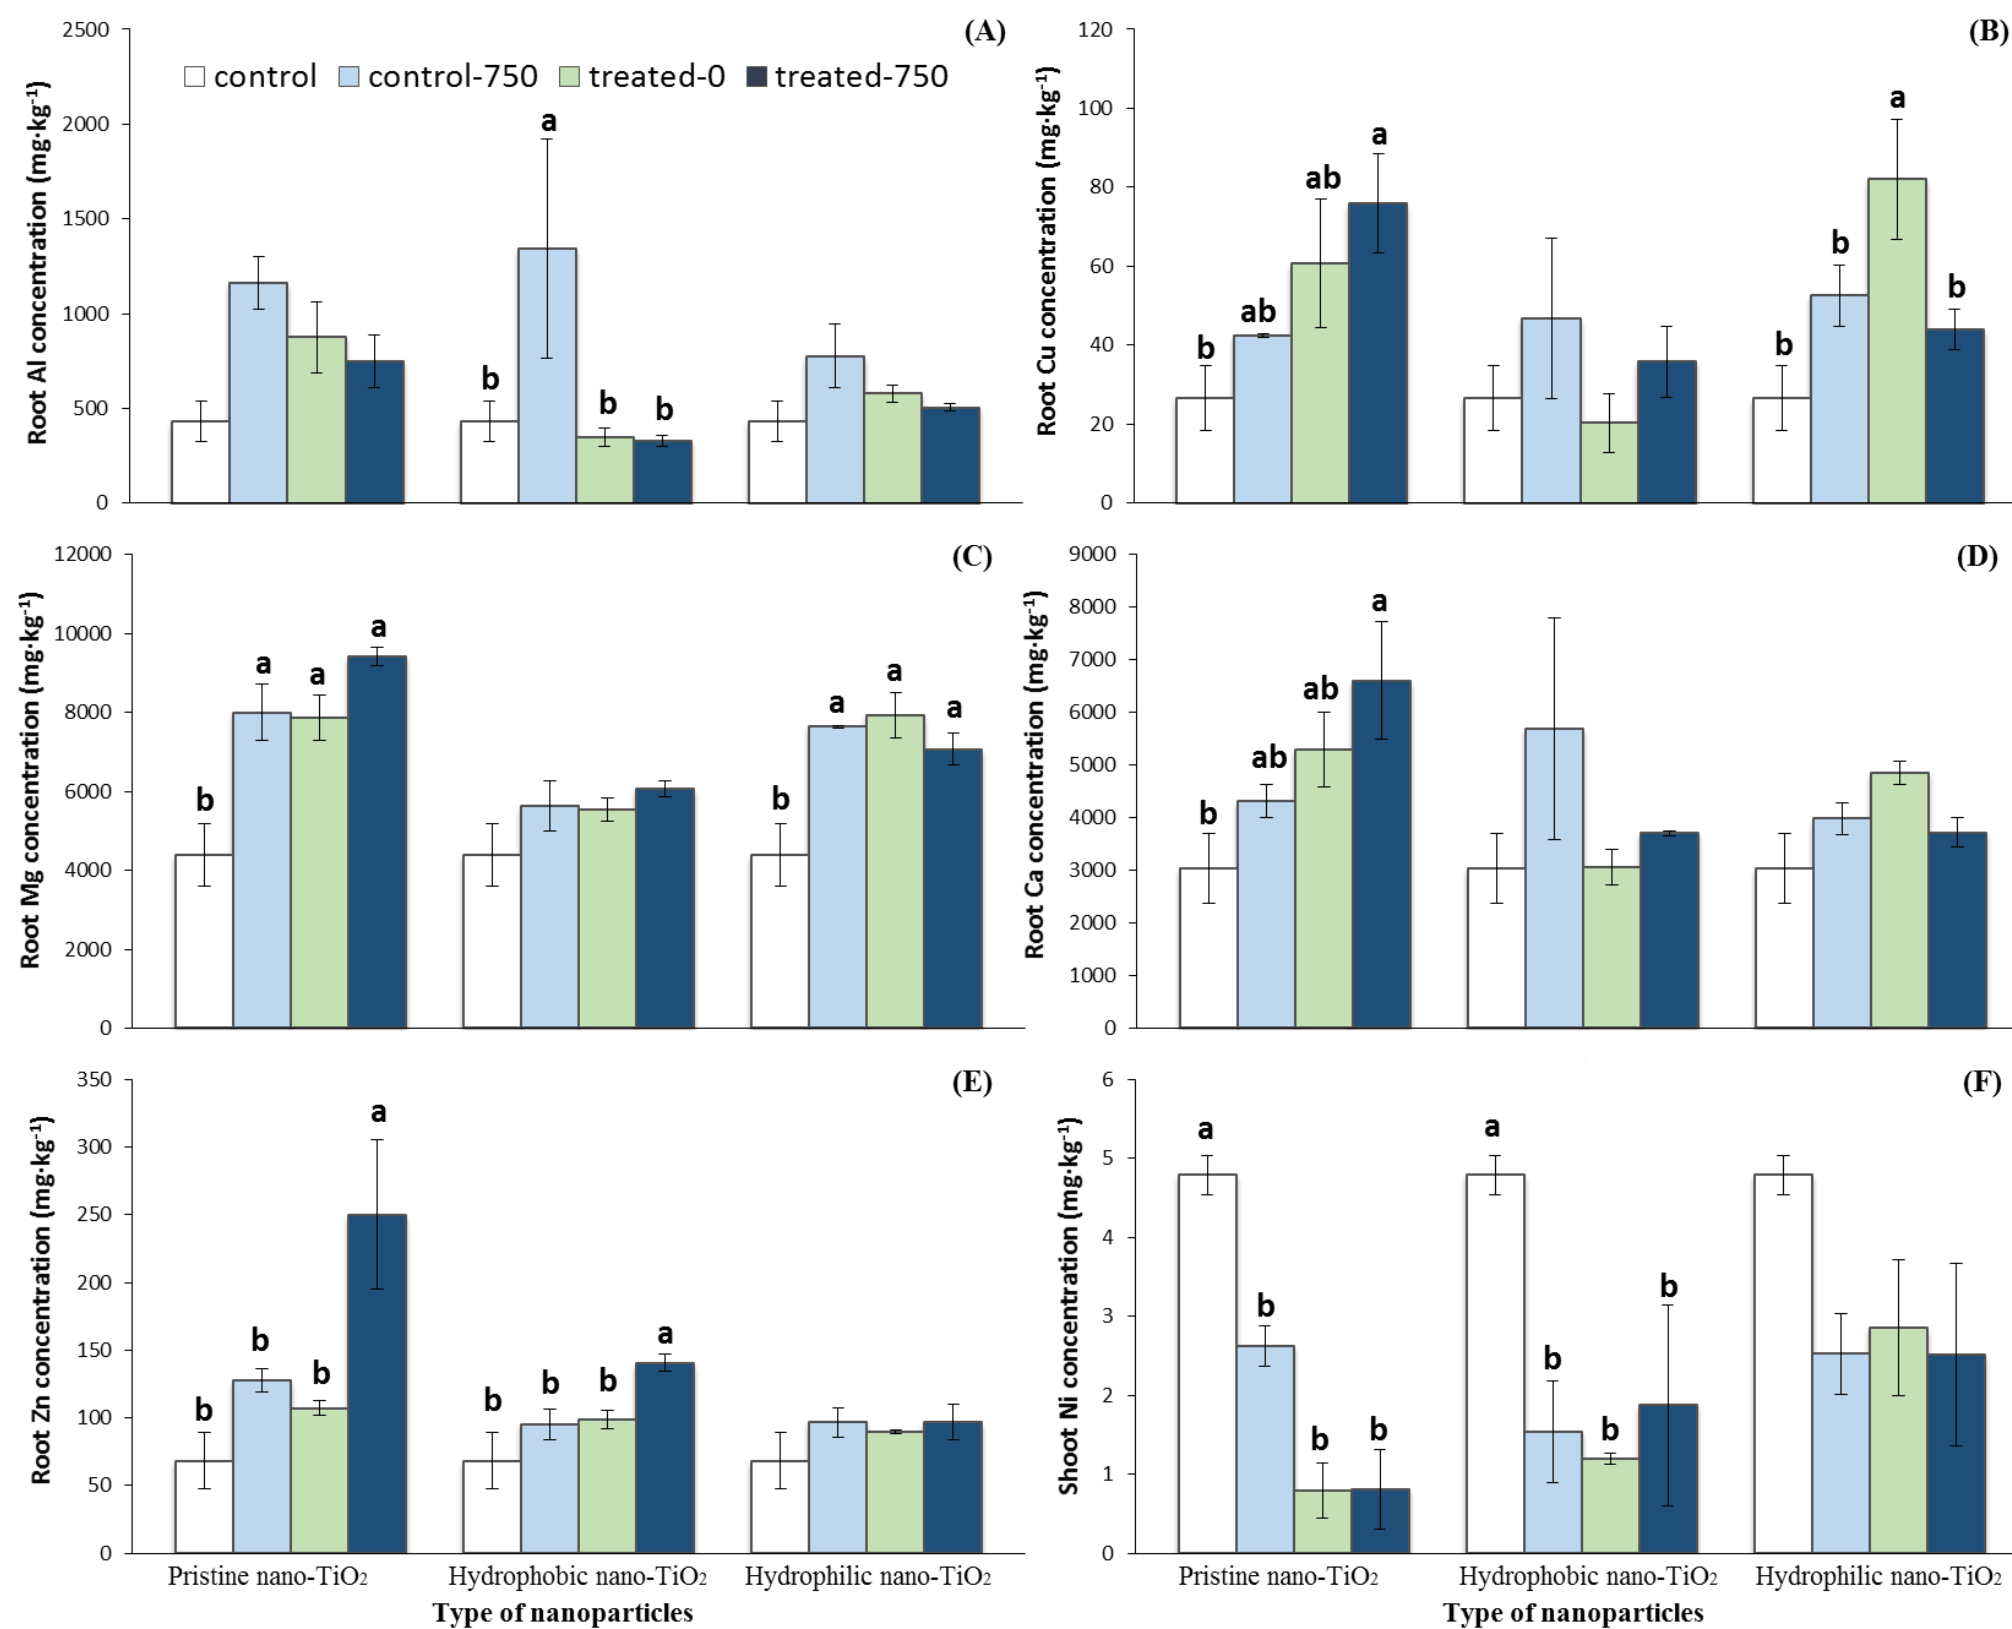 (A)
control control-750 treated-0 treated-750
Root Al concentration (mg·kg-1)
2500
2000
1500
1000
500
0
a
b
b
b
(B)
Root Cu concentration (mg·kg-1)
120
100
80
60
40
20
0
b
ab
ab
a
b
b
a
b
(C)
Root Mg concentration (mg·kg-1)
12000
10000
8000
6000
4000
2000
0
b
a
a
a
b
a
a
a
(D)
Root Ca concentration (mg·kg-1)
9000
8000
7000
6000
5000
4000
3000
2000
1000
0
b
ab
ab
a
(E)
Root Zn concentration (mg·kg-1)
350
300
250
200
150
100
50
0
b
b
b
a
b
b
b
a
Pristine nano-TiO2 Hydrophobic nano-TiO2 Hydrophilic nano-TiO2
Type of nanoparticles
(F)
Shoot Ni concentration (mg·kg-1)
6
5
4
3
2
1
0
a
b
b
b
a
b
b
b
Pristine nano-TiO2 Hydrophobic nano-TiO2 Hydrophilic nano-TiO2
Type of nanoparticles